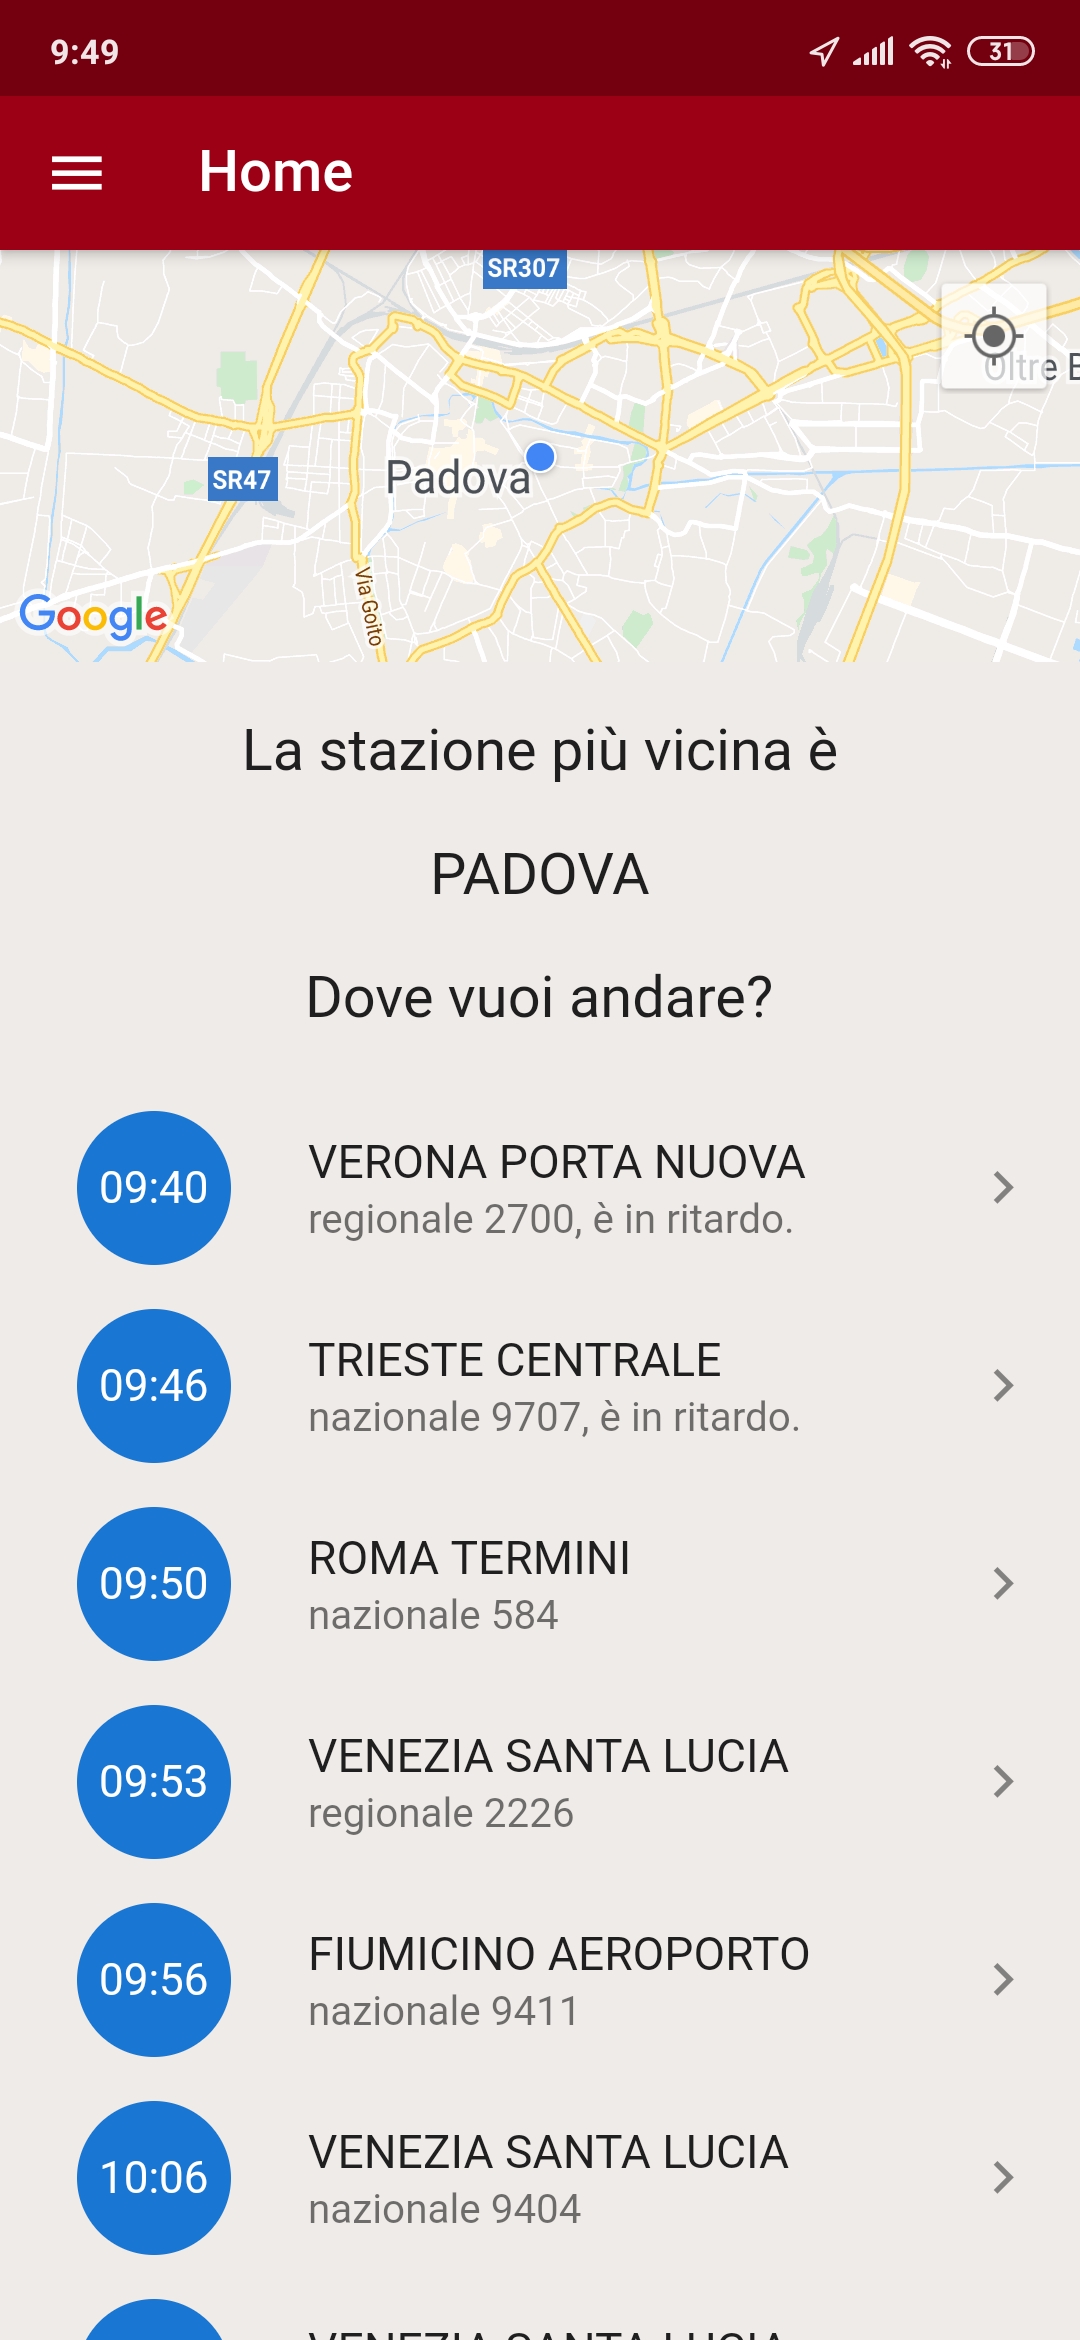 9:49
31
Home
SR307
Oltre B
Padova
SR47
Via Goito
Google
La stazione più vicina è
PADOVA
Dove vuoi andare?
09:40
VERONA PORTA NUOVA
regionale 2700, è in ritardo.
09:46
TRIESTE CENTRALE
nazionale 9707, è in ritardo.
09:50
ROMA TERMINI
nazionale 584
09:53
VENEZIA SANTA LUCIA
regionale 2226
09:56
FIUMICINO AEROPORTO
nazionale 9411
10:06
VENEZIA SANTA LUCIA
nazionale 9404
VENEZIA SANTA LUCIA